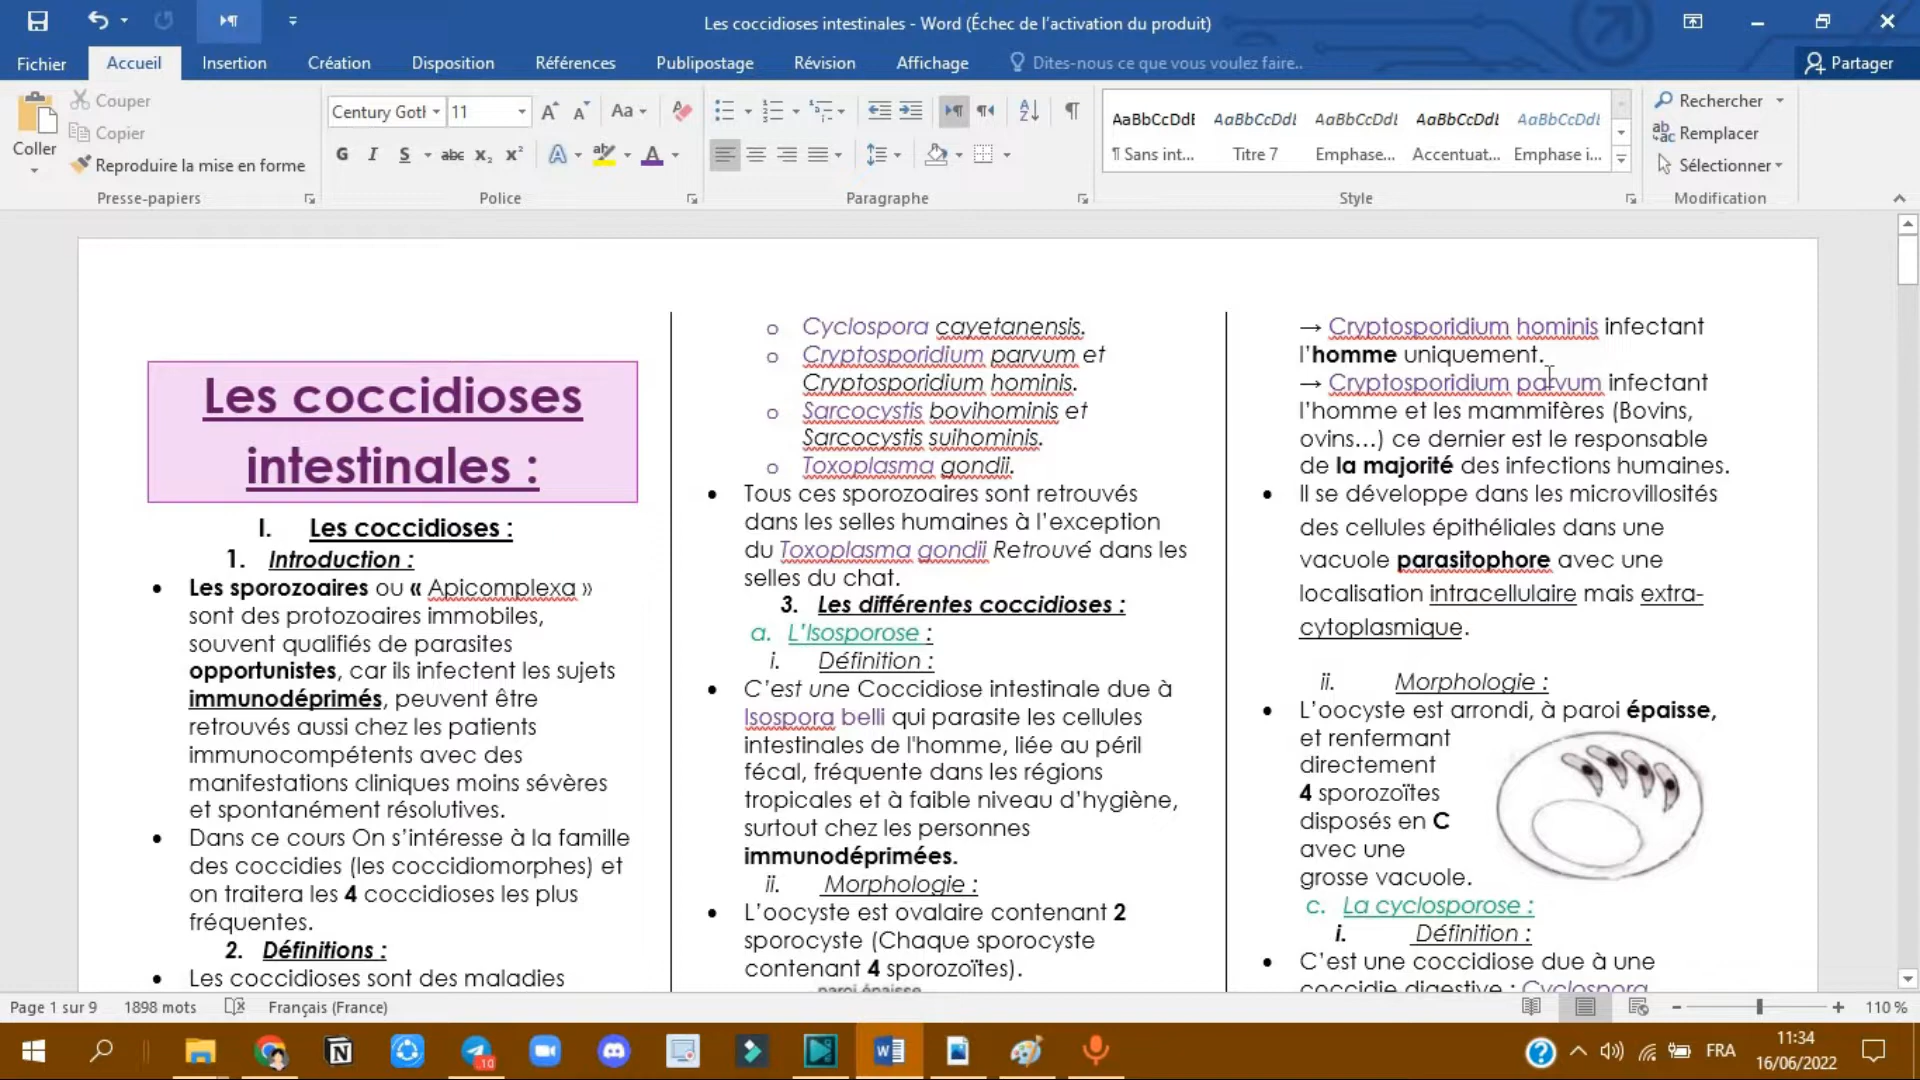 Les coccidioses intestinales - Word (Échec de l'activation du produit)
Fichier
Accueil
Insertion
Création
Disposition
Références
Publipostage
Révision
Affichage
Dites-nous ce que vous voulez faire..
Partager
Coller
Couper
Copier
Reproduire la mise en forme
Presse-papiers
Century Gotl
11
G I S abc x₂ x²
Aa
Police
Paragraphe
AaBbCcDdE
AaBbCcDdL
AaBbCcDdL
AaBbCcDdL
AaBbCcDdL
¶ Sans int...
Titre 7
Emphase...
Accentuat...
Emphase i...
Style
Rechercher
Remplacer
Sélectionner
Modification
Les coccidioses
intestinales :
I. Les coccidioses :
1. Introduction :
• Les sporozoaires ou « Apicomplexa »
sont des protozoaires immobiles,
souvent qualifiés de parasites
opportunistes, car ils infectent les sujets
immunodéprimés, peuvent être
retrouvés aussi chez les patients
immunocompétents avec des
manifestations cliniques moins sévères
et spontanément résolutives.
• Dans ce cours On s'intéresse à la famille
des coccidies (les coccidiomorphes) et
on traitera les 4 coccidioses les plus
fréquentes.
2. Définitions :
• Les coccidioses sont des maladies
o Cyclospora cayetanensis.
o Cryptosporidium parvum et
Cryptosporidium hominis.
o Sarcocystis bovihominis et
Sarcocystis suihominis.
o Toxoplasma gondii.
• Tous ces sporozoaires sont retrouvés
dans les selles humaines à l'exception
du Toxoplasma gondii Retrouvé dans les
selles du chat.
3. Les différentes coccidioses :
a. L'Isosporose :
i. Définition :
• C'est une Coccidiose intestinale due à
Isospora belli qui parasite les cellules
intestinales de l'homme, liée au péril
fécal, fréquente dans les régions
tropicales et à faible niveau d'hygiène,
surtout chez les personnes
immunodéprimées.
ii. Morphologie :
• L'oocyste est ovalaire contenant 2
sporocyste (Chaque sporocyste
contenant 4 sporozoïtes).
paroi épaisse
→ Cryptosporidium hominis infectant
l'homme uniquement.
→ Cryptosporidium parvum infectant
l'homme et les mammifères (Bovins,
ovins...) ce dernier est le responsable
de la majorité des infections humaines.
• Il se développe dans les microvillosités
des cellules épithéliales dans une
vacuole parasitophore avec une
localisation intracellulaire mais extra-
cytoplasmique.
ii. Morphologie :
• L'oocyste est arrondi, à paroi épaisse,
et renfermant
directement
4 sporozoïtes
disposés en C
avec une
grosse vacuole.
c. La cyclosporose :
i. Définition :
• C'est une coccidiose due à une
coccidie digestive : Cyclospora
Page 1 sur 9
1898 mots
Français (France)
110 %
10
FRA
11:34
16/06/2022